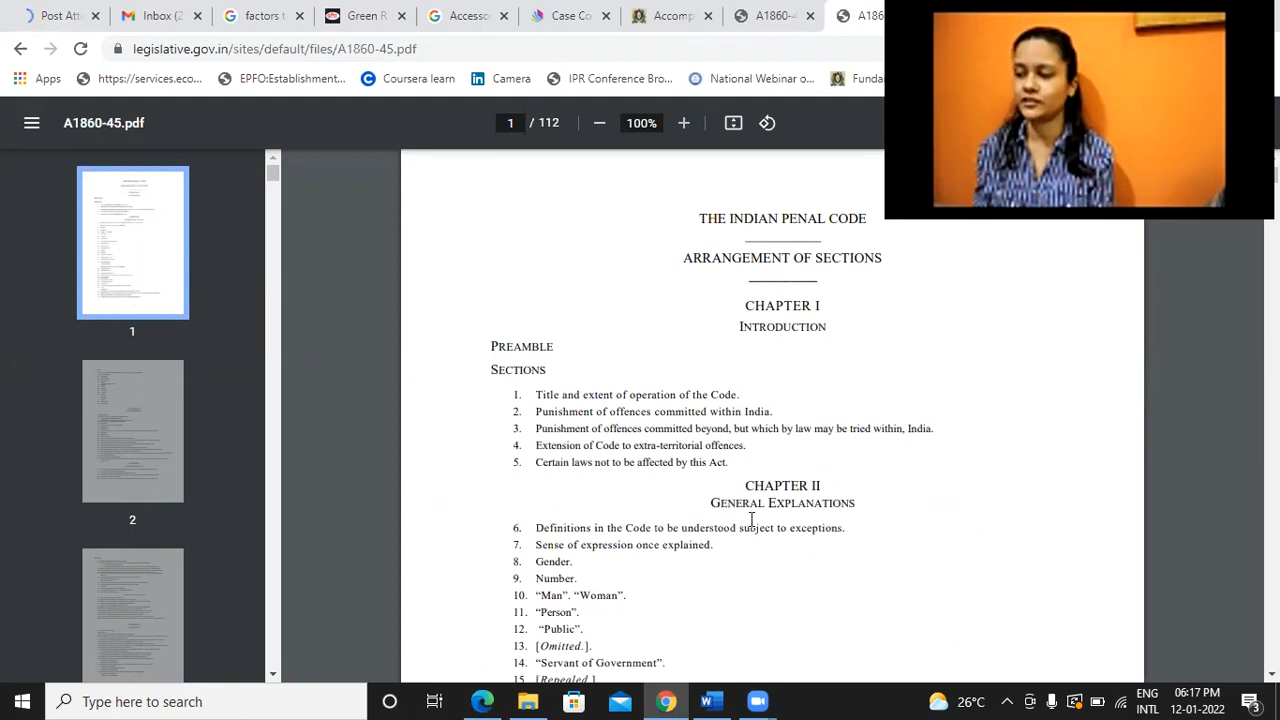 Post Atte
Inbox (2
factors t
Green R
Accesso
Case Co
Accomp
A1860-4
A186
legislative.gov.in/sites/default/files/A1860-45.pdf
Apps
https://services.eco...
EPFO:Establishment...
Coursera learn
Camera
IPR Conference Bro...
National Webinar o
Funda
A1860-45.pdf
1 / 112
100%
1
2
THE INDIAN PENAL CODE
ARRANGEMENT OF SECTIONS
CHAPTER I
INTRODUCTION
PREAMBLE
SECTIONS
1. Title and extent of operation of the Code.
2. Punishment of offences committed within India.
3. Punishment of offences committed beyond, but which by law may be tried within, India.
4. Extension of Code to extra-territorial offences.
5. Certain laws not to be affected by this Act.
CHAPTER II
GENERAL EXPLANATIONS
6. Definitions in the Code to be understood subject to exceptions.
7. Sense of expression once explained.
8. Gender.
9. Number.
10. “Man”. “Woman”.
11. “Person”.
12. “Public”.
13. [Omitted.].
14. “Servant of Government”.
15. [Repealed.]
Type here to search
26°C
ENG
INTL
06:17 PM
12-01-2022
3